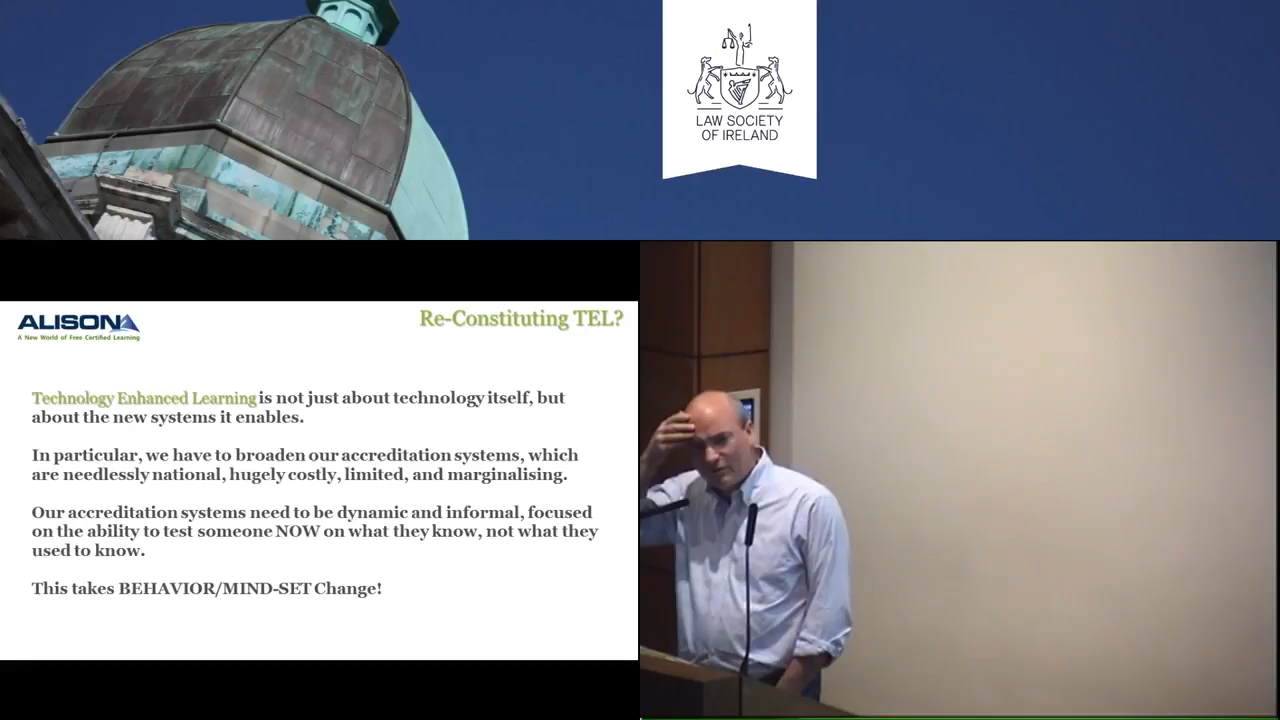 LAW SOCIETY
OF IRELAND
ALISON
A New World of Free Certified Learning
Re-Constituting TEL?
Technology Enhanced Learning is not just about technology itself, but
about the new systems it enables.
In particular, we have to broaden our accreditation systems, which
are needlessly national, hugely costly, limited, and marginalising.
Our accreditation systems need to be dynamic and informal, focused
on the ability to test someone NOW on what they know, not what they
used to know.
This takes BEHAVIOR/MIND-SET Change!